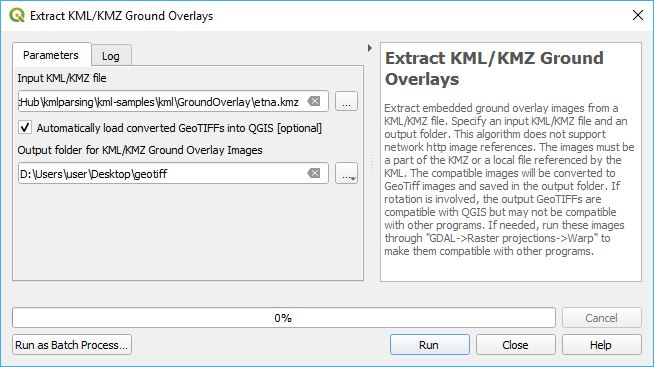 Extract KML/KMZ Ground Overlays
Parameters
Log
Input KML/KMZ file
:Hub\kmlparsing\kml-samples\kml\GroundOverlay\etna.kmz
...
Automatically load converted GeoTIFFs into QGIS [optional]
Output folder for KML/KMZ Ground Overlay Images
D:\Users\user\Desktop\geotiff
...
Extract KML/KMZ Ground
Overlays
Extract embedded ground overlay images from a
KML/KMZ file. Specify an input KML/KMZ file and an
output folder. This algorithm does not support
network http image references. The images must be
a part of the KMZ or a local file referenced by the
KML. The compatible images will be converted to
GeoTiff images and saved in the output folder. If
rotation is involved, the output GeoTIFFs are
compatible with QGIS but may not be compatible
with other programs. If needed, run these images
through "GDAL->Raster projections->Warp" to
make them compatible with other programs.
0%
Cancel
Run as Batch Process...
Run
Close
Help